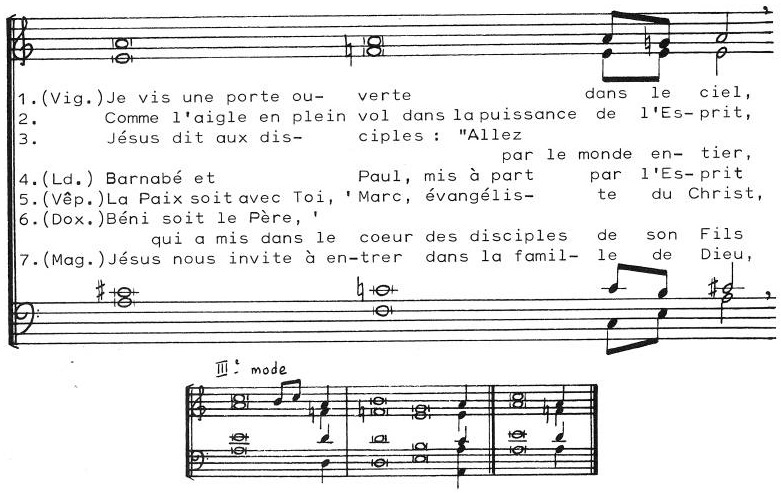 1.(Vig.)Je vis une porte ou- verte dans le ciel,
2. Comme l'aigle en plein vol dans la puissance de l'Es-prit,
3. Jésus dit aux dis- ciples : "Allez
par le monde en- tier,
4.(Ld.) Barnabé et Paul, mis à part par l'Es-prit
5.(Vêp.)La Paix soit avec Toi, ' Marc, évangélis- te du Christ,
6.(Dox.)Béni soit le Père, '
qui a mis dans le coeur des disciples de son Fils
7.(Mag.)Jésus nous invite à en-trer dans la famil- le de Dieu,
III.e mode